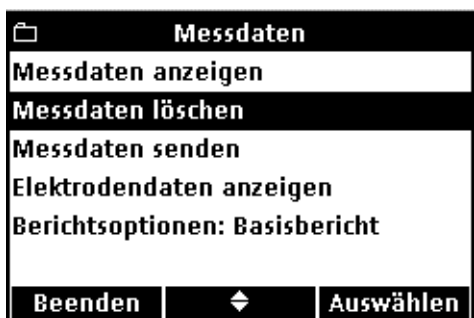 Messdaten
Messdaten anzeigen
Messdaten löschen
Messdaten senden
Elektrodendaten anzeigen
Berichtsoptionen: Basisbericht
Beenden Auswählen